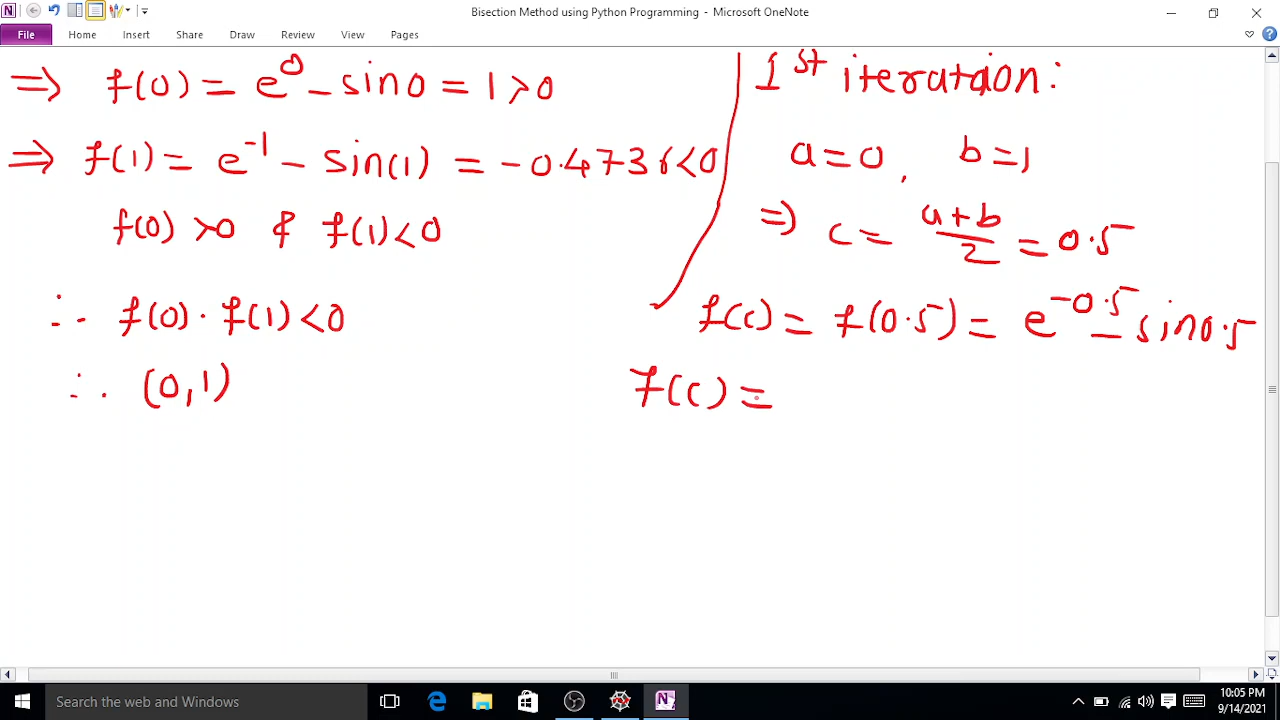 Bisection Method using Python Programming - Microsoft OneNote
File Home Insert Share Draw Review View Pages
⇒ f(0) = e^0 - sin0 = 1 > 0
⇒ f(1) = e^-1 - sin(1) = -0.4736 < 0
f(0) > 0 & f(1) < 0
∴ f(0) · f(1) < 0
∴ (0,1)
1st iteration:
a = 0, b = 1
⇒ c = a+b/2 = 0.5
f(c) = f(0.5) = e^-0.5 - sin0.5
f(c) =
Search the web and Windows
10:05 PM
9/14/2021